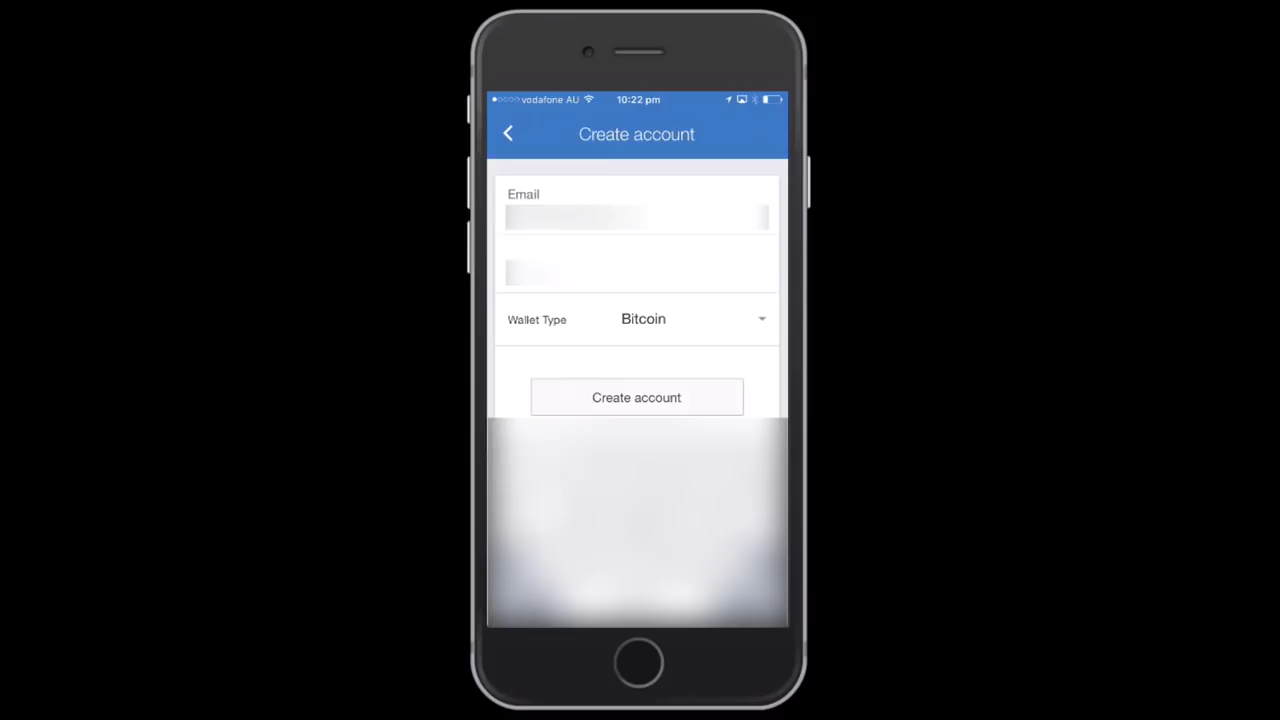 vodafone AU 10:22 pm
Create account
Email
Wallet Type Bitcoin
Create account